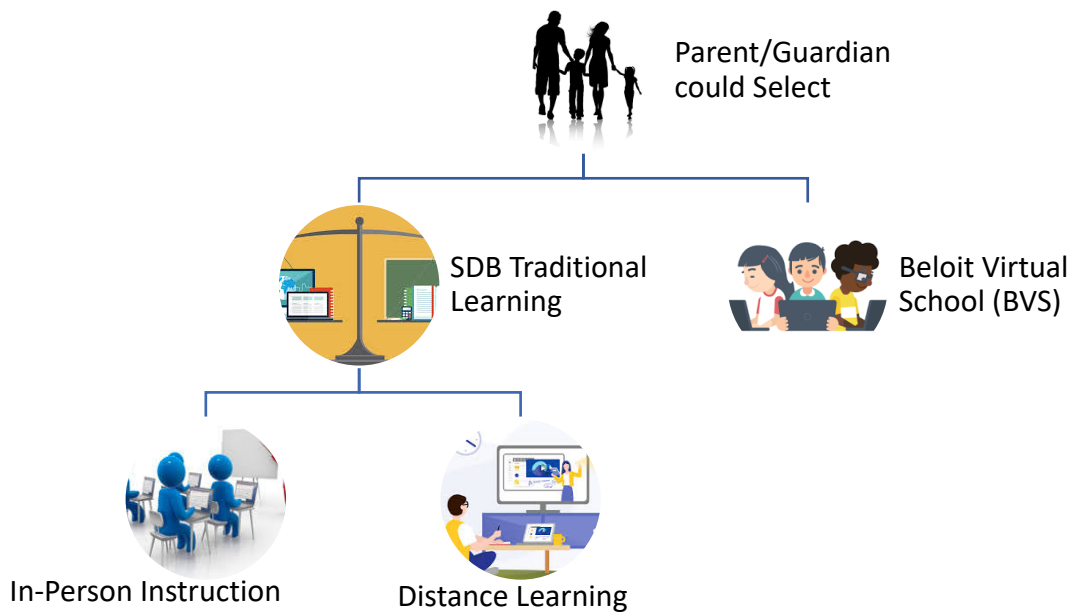 Parent/Guardian
could Select
SDB Traditional
Learning
Beloit Virtual
School (BVS)
In-Person Instruction
Distance Learning